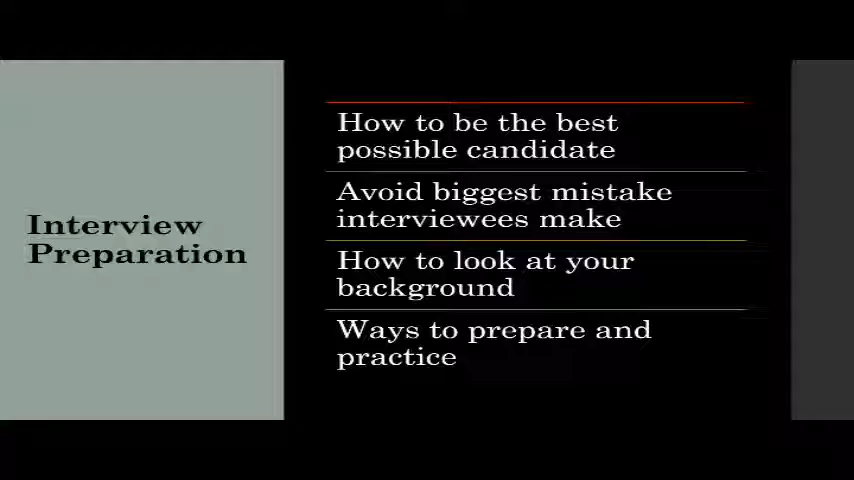 Interview
Preparation
How to be the best
possible candidate
Avoid biggest mistake
interviewees make
How to look at your
background
Ways to prepare and
practice